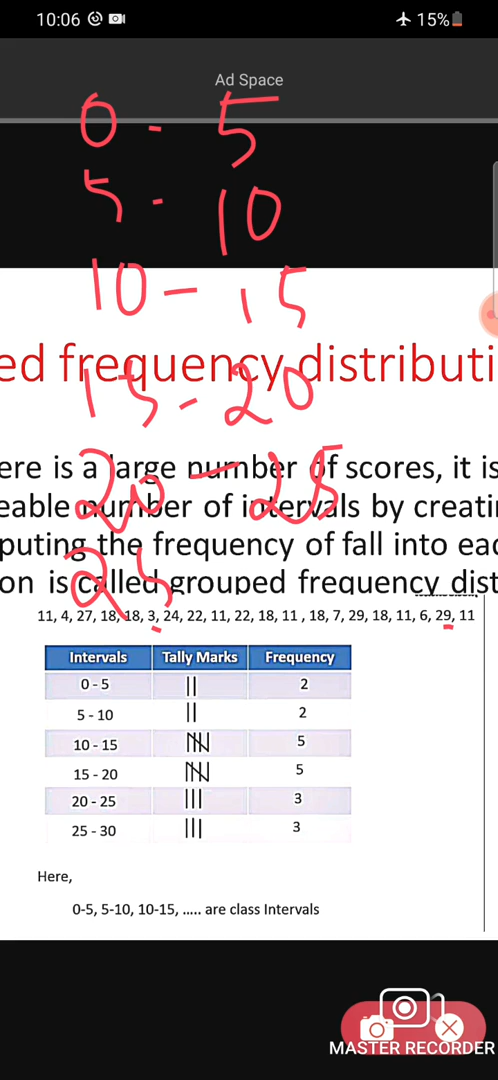 10:06 15%
Ad Space
0 - 5
5 - 10
10 - 15
ed frequency distributi
15 - 20
ere is a large number of scores, it is
20 - 25
eable number of intervals by creatin
puting the frequency of fall into eac
25
on is called grouped frequency dist
11, 4, 27, 18, 18, 3, 24, 22, 11, 22, 18, 11 , 18, 7, 29, 18, 11, 6, 29, 11
Intervals Tally Marks Frequency
0 - 5 || 2
5 - 10 || 2
10 - 15 5
15 - 20 5
20 - 25 ||| 3
25 - 30 ||| 3
Here,
0-5, 5-10, 10-15, ..... are class Intervals
MASTER RECORDER